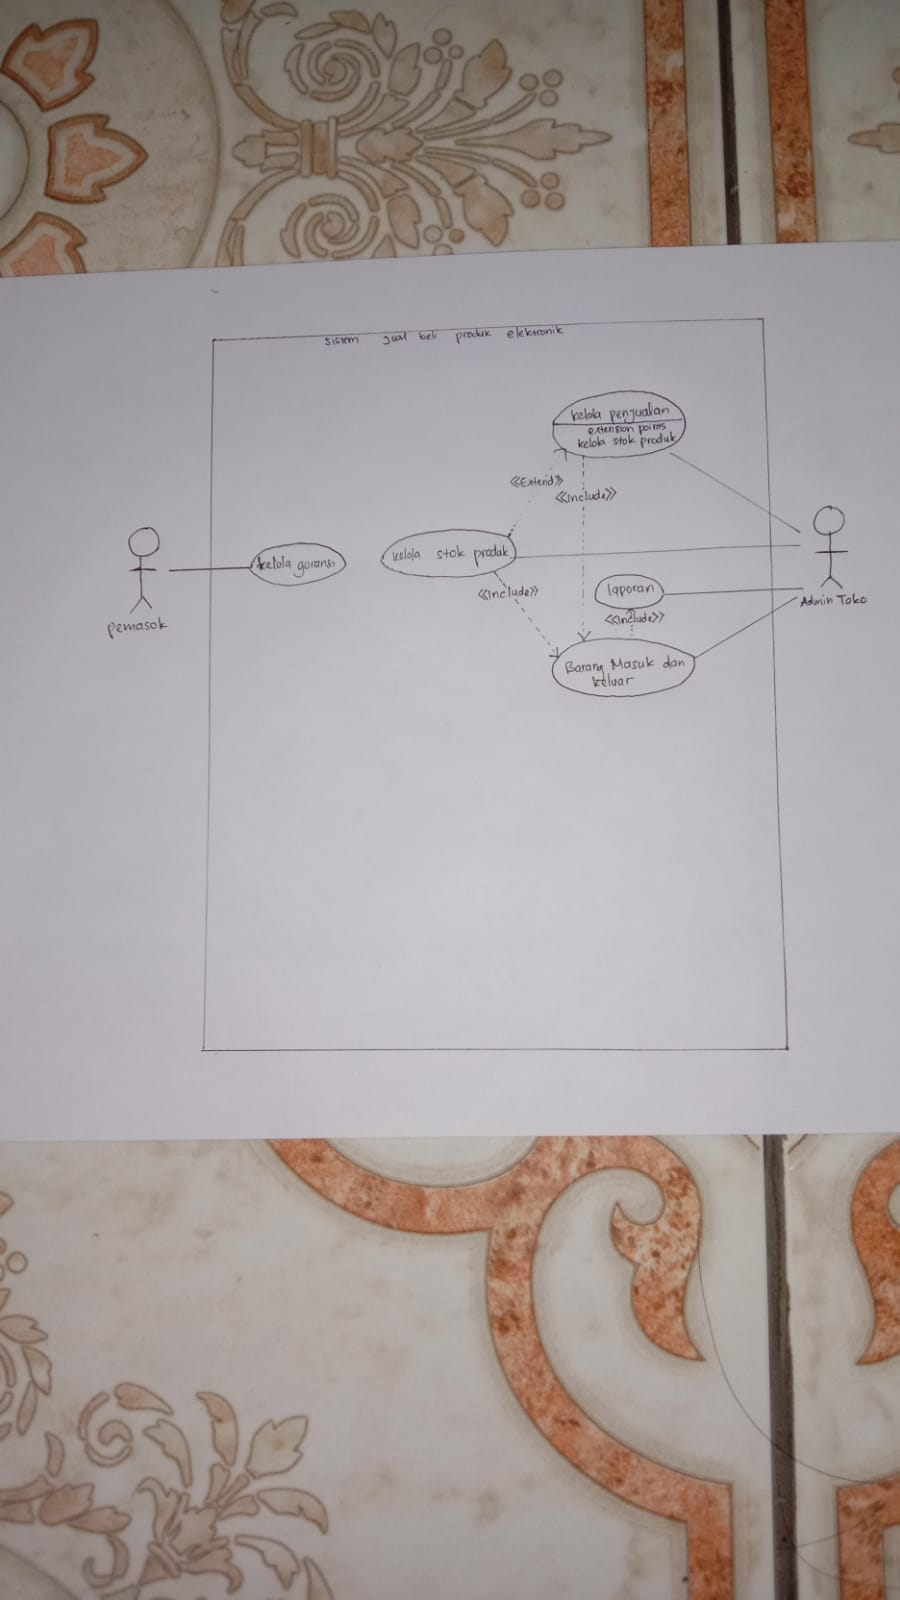 Sistem jual beli produk elektronik
kelola penjualan
extension points
kelola stok produk
<<Extend>>
<<Include>>
kelola garansi
kelola stok produk
<<Include>>
laporan
<<Include>>
Barang Masuk dan
keluar
pemasok
Admin Toko